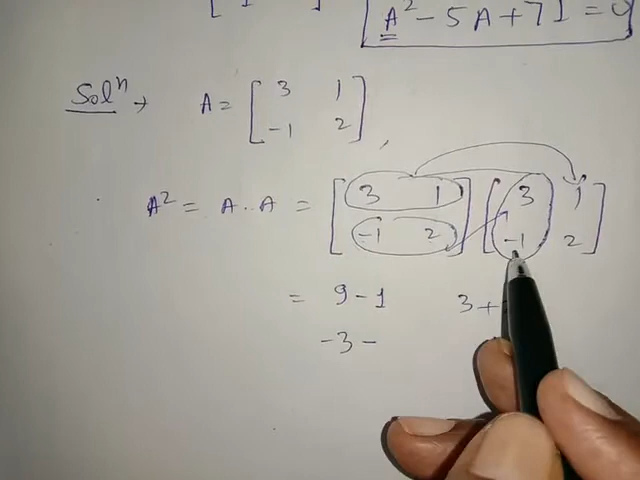 A² - 5A + 7I = 0
Solⁿ → A = [ 3 1
-1 2 ] ,
A² = A . A = [ 3 1 ] [ 3 1 ]
[ -1 2 ] [ -1 2 ]
= 9 - 1 3 +
-3 -